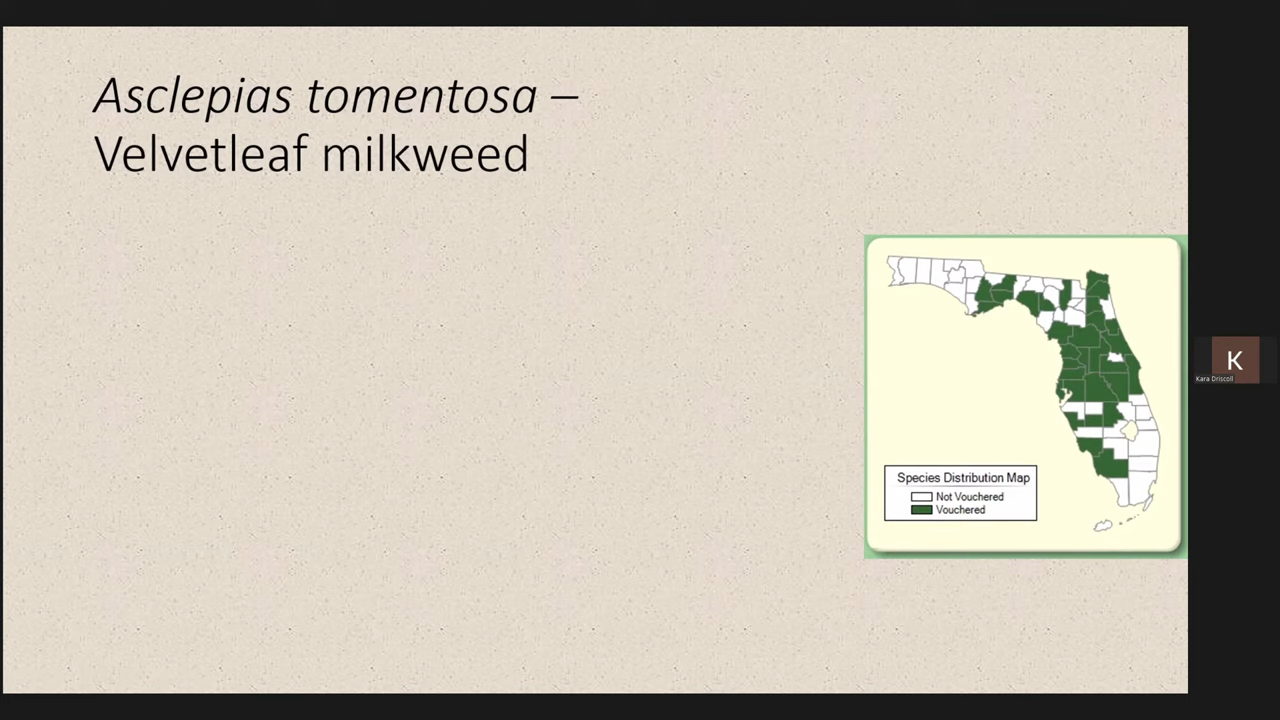 Asclepias tomentosa –
Velvetleaf milkweed
Species Distribution Map
Not Vouchered
Vouchered
K
Kara Driscoll